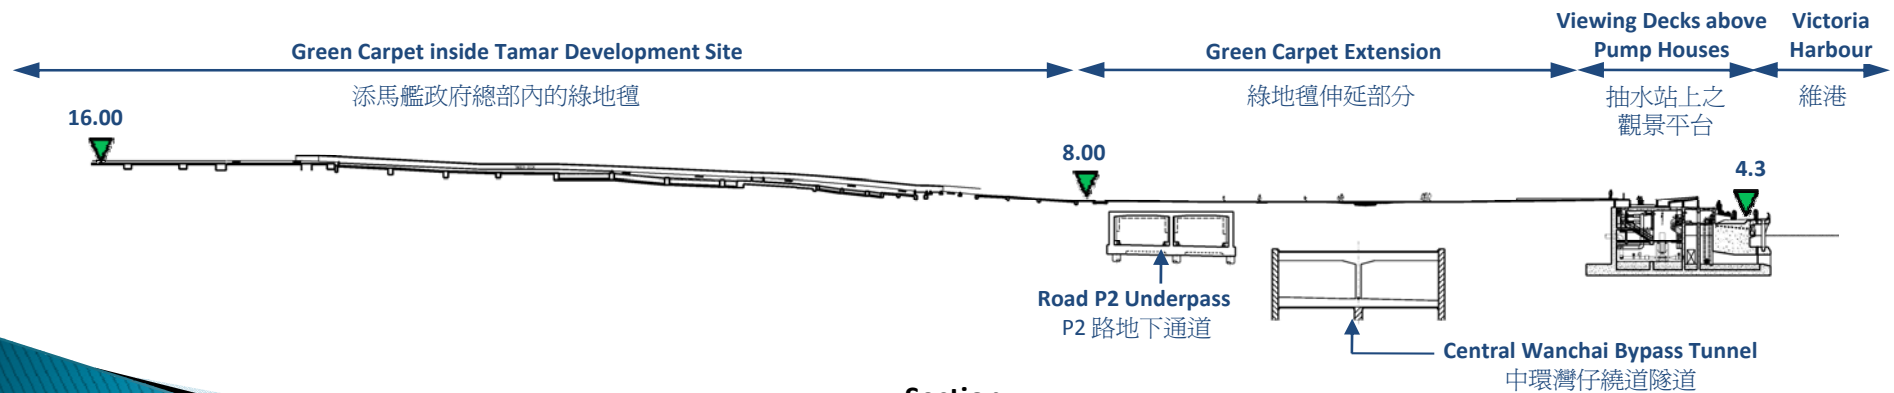 Green Carpet inside Tamar Development Site
添馬艦政府總部內的綠地氊
Green Carpet Extension
綠地氊伸延部分
Viewing Decks above
Pump Houses
抽水站上之
觀景平台
Victoria
Harbour
維港
16.00
8.00
4.3
Road P2 Underpass
P2 路地下通道
Central Wanchai Bypass Tunnel
中環灣仔繞道隧道
Section